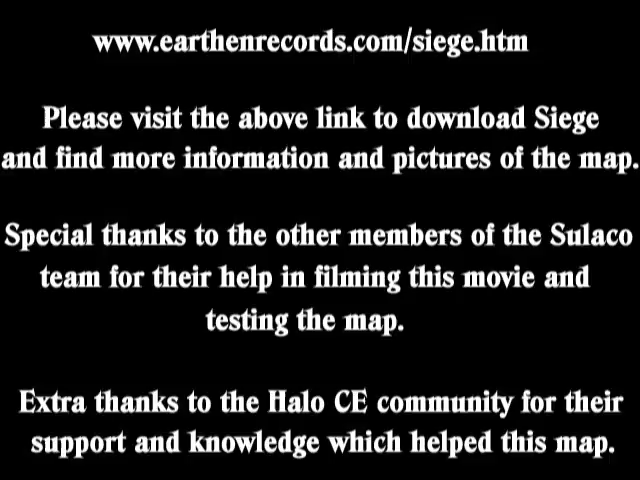 www.earthenrecords.com/siege.htm
Please visit the above link to download Siege
and find more information and pictures of the map.
Special thanks to the other members of the Sulaco
team for their help in filming this movie and
testing the map.
Extra thanks to the Halo CE community for their
support and knowledge which helped this map.